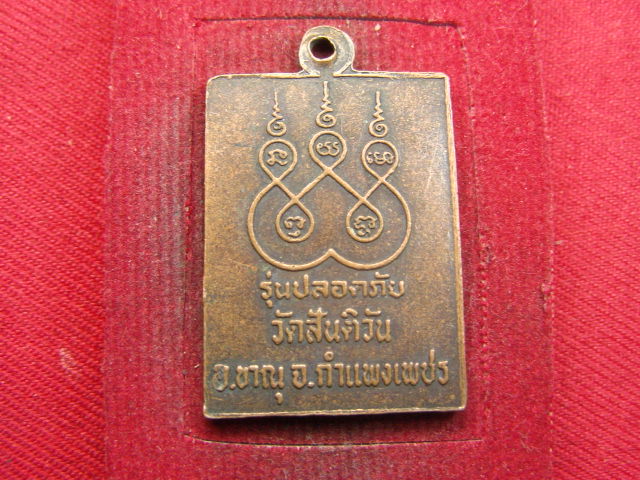 รุ่นปลอดภัย
วัดสันติวัน
อ.ขาณุ จ.กำแพงเพชร